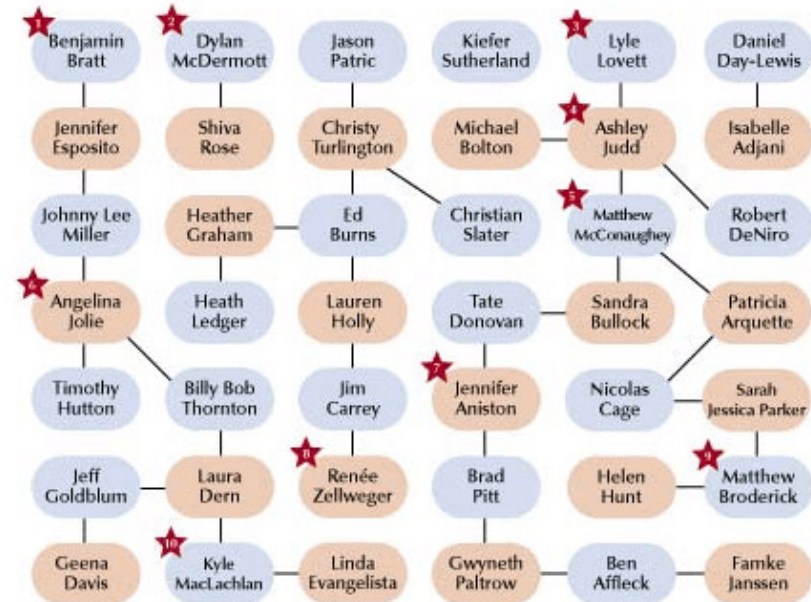 1
Benjamin
Bratt
2
Dylan
McDermott
Jason
Patric
Kiefer
Sutherland
3
Lyle
Lovett
Daniel
Day-Lewis
Jennifer
Esposito
Shiva
Rose
Christy
Turlington
Michael
Bolton
4
Ashley
Judd
Isabelle
Adjani
Johnny Lee
Miller
Heather
Graham
Ed
Burns
Christian
Slater
5
Matthew
McConaughey
Robert
DeNiro
6
Angelina
Jolie
Heath
Ledger
Lauren
Holly
Tate
Donovan
Sandra
Bullock
Patricia
Arquette
Timothy
Hutton
Billy Bob
Thornton
Jim
Carrey
7
Jennifer
Aniston
Nicolas
Cage
Sarah
Jessica Parker
Jeff
Goldblum
Laura
Dern
8
Renée
Zellweger
Brad
Pitt
Helen
Hunt
9
Matthew
Broderick
Geena
Davis
10
Kyle
MacLachlan
Linda
Evangelista
Gwyneth
Paltrow
Ben
Affleck
Famke
Janssen